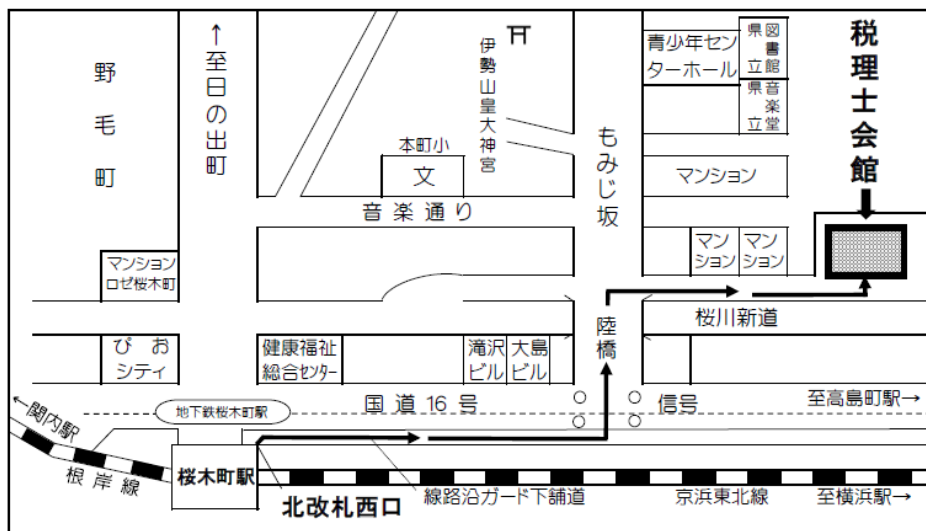 野毛町
←至日の出町
伊勢山皇大神宮
本町小
文
音楽通り
もみじ坂
青少年セン
ターホール
県立
図書館
県立
音楽堂
マンション
税理士会館
マン
ション
マン
ション
マンション
ロゼ桜木町
桜川新道
ぴお
シティ
健康福祉
総合センター
滝沢
ビル
大島
ビル
陸橋
地下鉄桜木町駅
国道16号
信号
至高島町駅→
←関内駅
根岸線
桜木町駅
北改札西口
線路沿ガード下舗道
京浜東北線
至横浜駅→